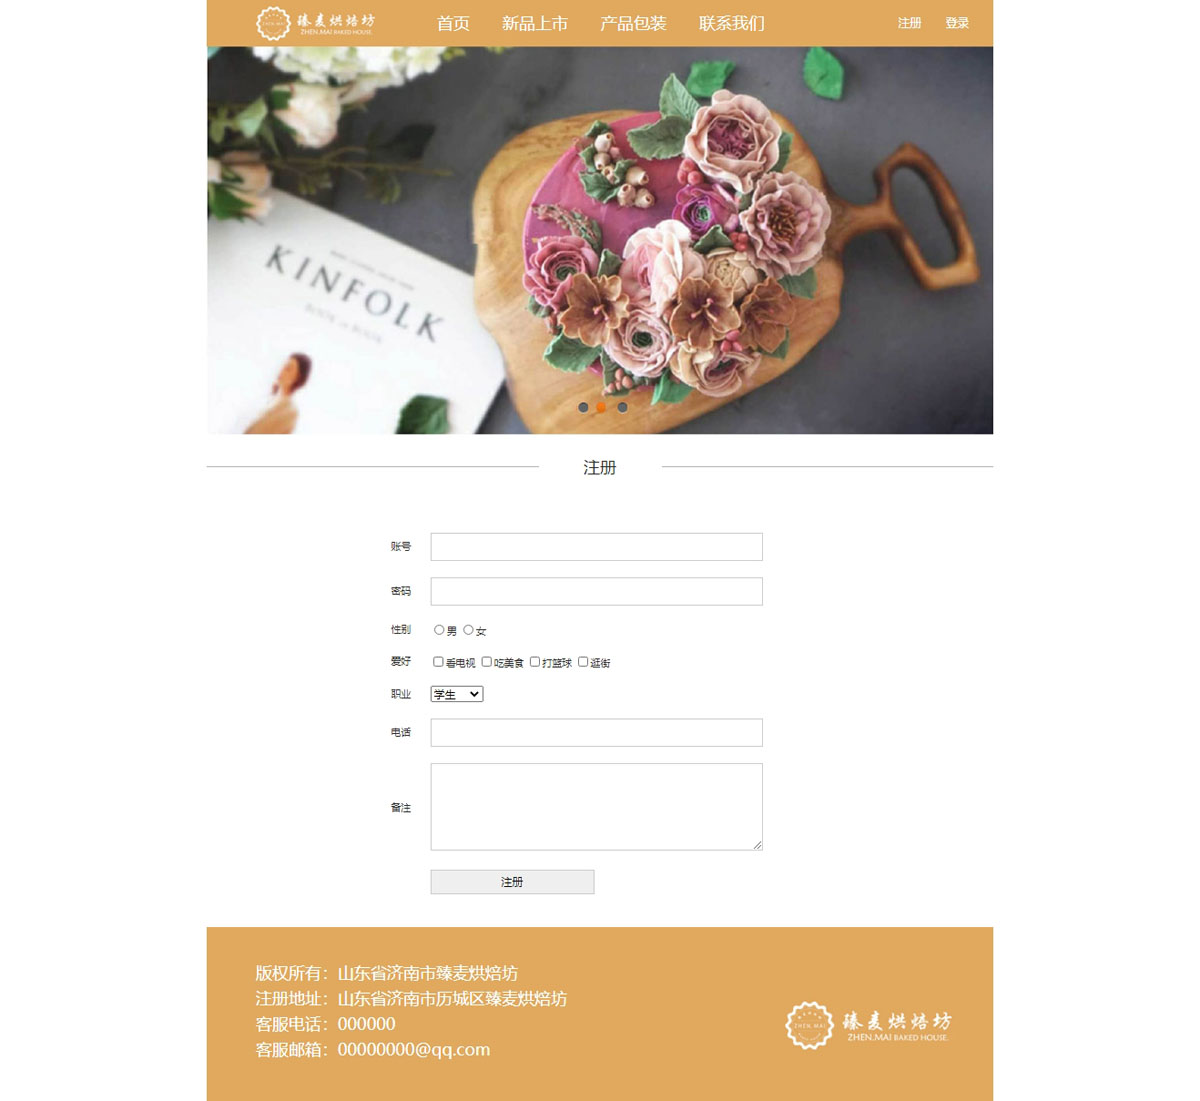 ZHEN MAI
臻麦烘焙坊
ZHEN.MAI BAKED HOUSE.
首页 新品上市 产品包装 联系我们 注册 登录
KINFOLK
注册
账号
密码
性别 男 女
爱好 看电视 吃美食 打篮球 逛街
职业 学生
电话
备注
注册
版权所有：山东省济南市臻麦烘焙坊
注册地址：山东省济南市历城区臻麦烘焙坊
客服电话：000000
客服邮箱：00000000@qq.com
ZHEN MAI
臻麦烘焙坊
ZHEN.MAI BAKED HOUSE.